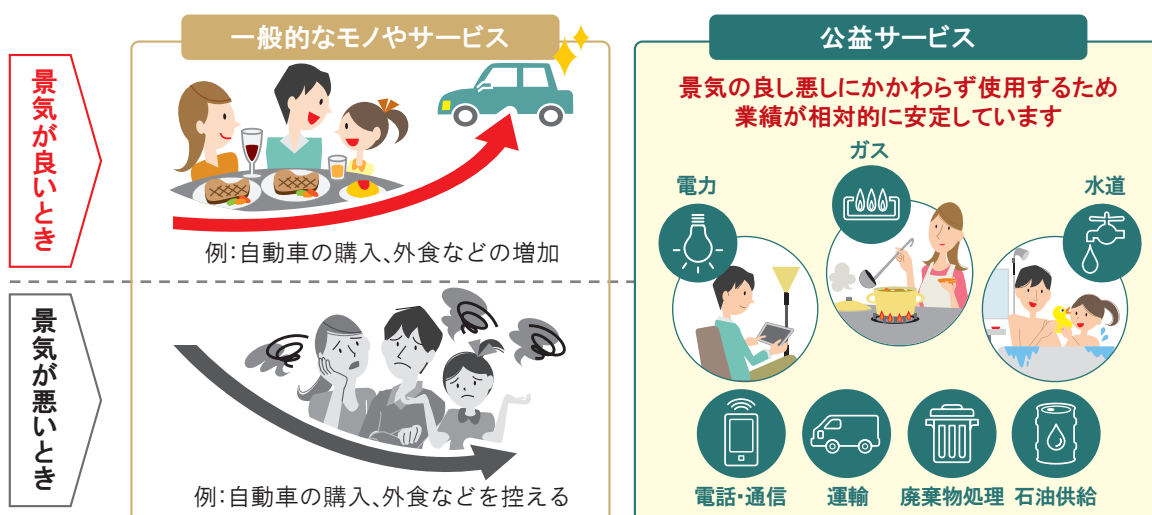 一般的なモノやサービス
景気が良いとき
例:自動車の購入、外食などの増加
景気が悪いとき
例:自動車の購入、外食などを控える
公益サービス
景気の良し悪しにかかわらず使用するため
業績が相対的に安定しています
電力
ガス
水道
電話・通信
運輸
廃棄物処理
石油供給